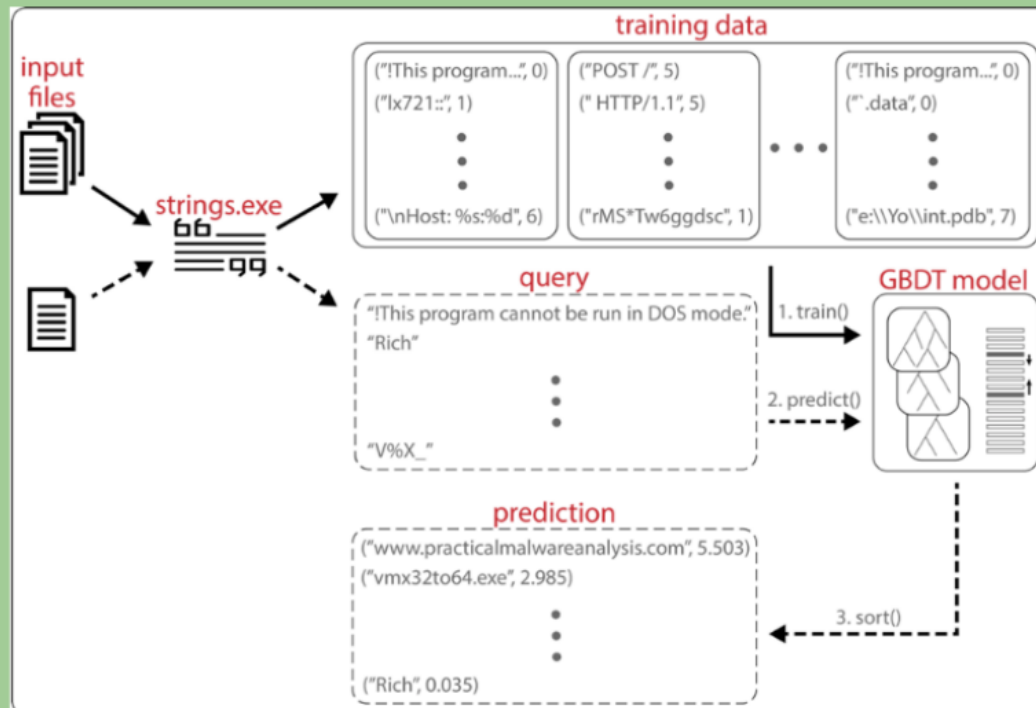 training data
input
files
("!This program...", 0)
("lx721::", 1)
("\nHost: %s:%d", 6)
("POST /", 5)
(" HTTP/1.1", 5)
("rMS*Tw6ggdsc", 1)
("!This program...", 0)
("`.data", 0)
("e:\\Yo\\int.pdb", 7)
strings.exe
query
"!This program cannot be run in DOS mode."
"Rich"
"V%X_"
1. train()
2. predict()
GBDT model
prediction
("www.practicalmalwareanalysis.com", 5.503)
("vmx32to64.exe", 2.985)
("Rich", 0.035)
3. sort()